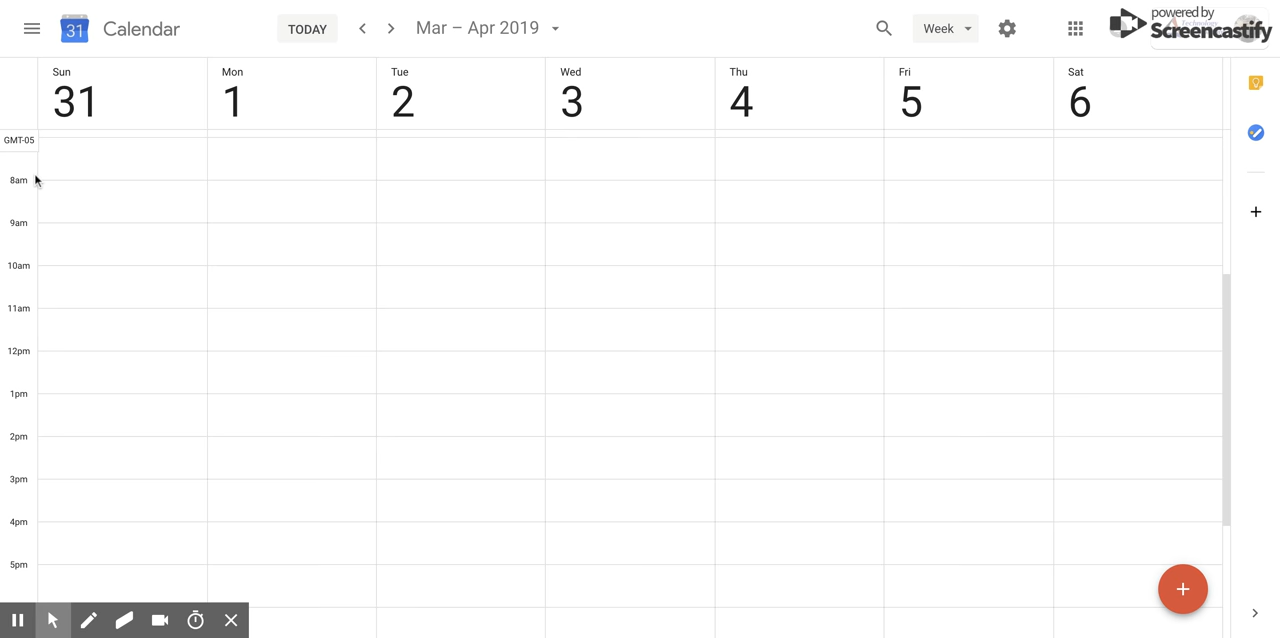 31 Calendar TODAY Mar – Apr 2019 Week powered by
Technology
Screencastify
Sun Mon Tue Wed Thu Fri Sat
31 1 2 3 4 5 6
GMT-05
8am
9am
10am
11am
12pm
1pm
2pm
3pm
4pm
5pm